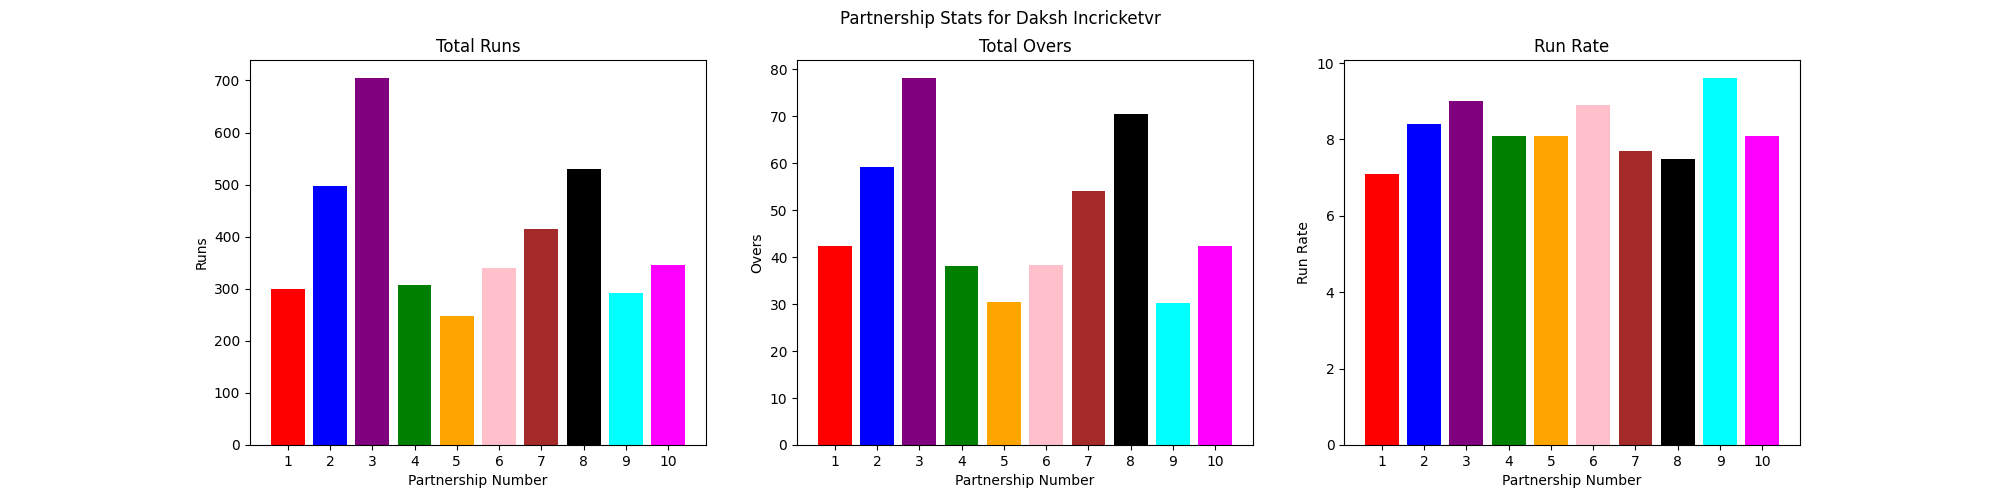 Partnership Stats for Daksh Incricketvr
Total Runs
Runs
700
600
500
400
300
200
100
0
1 2 3 4 5 6 7 8 9 10
Partnership Number
Total Overs
Overs
80
70
60
50
40
30
20
10
0
1 2 3 4 5 6 7 8 9 10
Partnership Number
Run Rate
Run Rate
10
8
6
4
2
0
1 2 3 4 5 6 7 8 9 10
Partnership Number